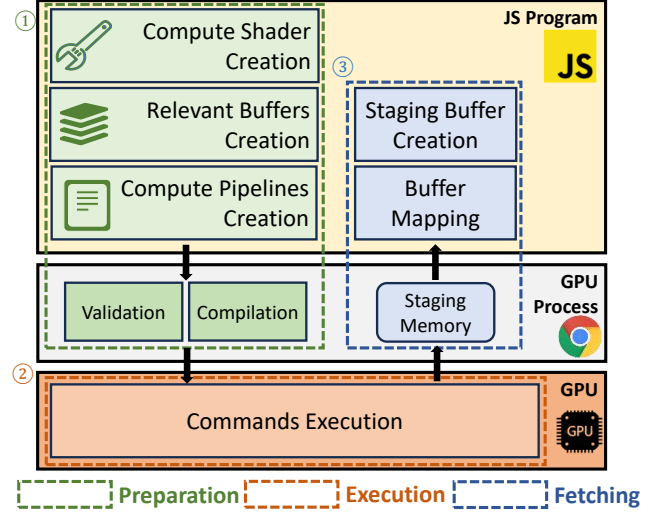 ①
Compute Shader
Creation
Relevant Buffers
Creation
Compute Pipelines
Creation
JS Program
JS
③
Staging Buffer
Creation
Buffer
Mapping
Validation
Compilation
Staging
Memory
GPU
Process
②
Commands Execution
GPU
GPU
Preparation
Execution
Fetching